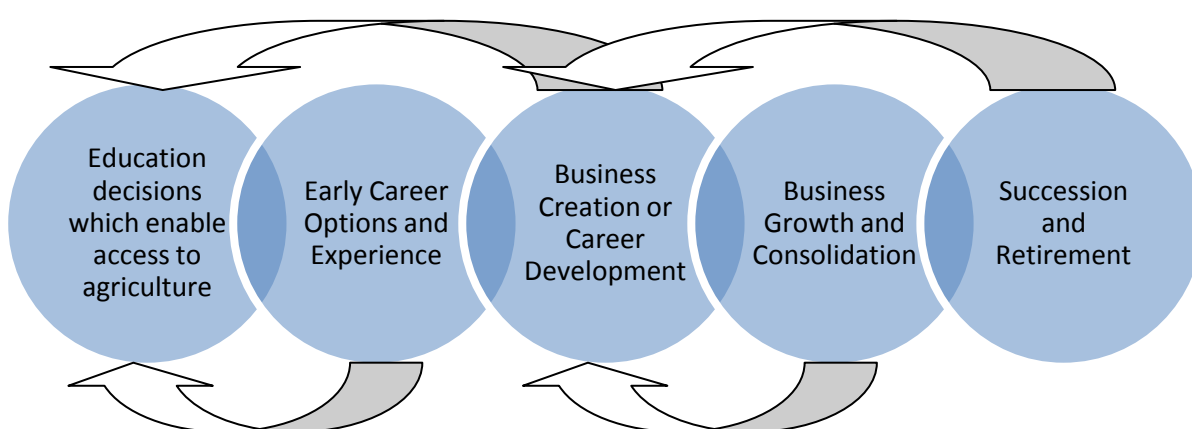 Education
decisions
which enable
access to
agriculture
Early Career
Options and
Experience
Business
Creation or
Career
Development
Business
Growth and
Consolidation
Succession
and
Retirement